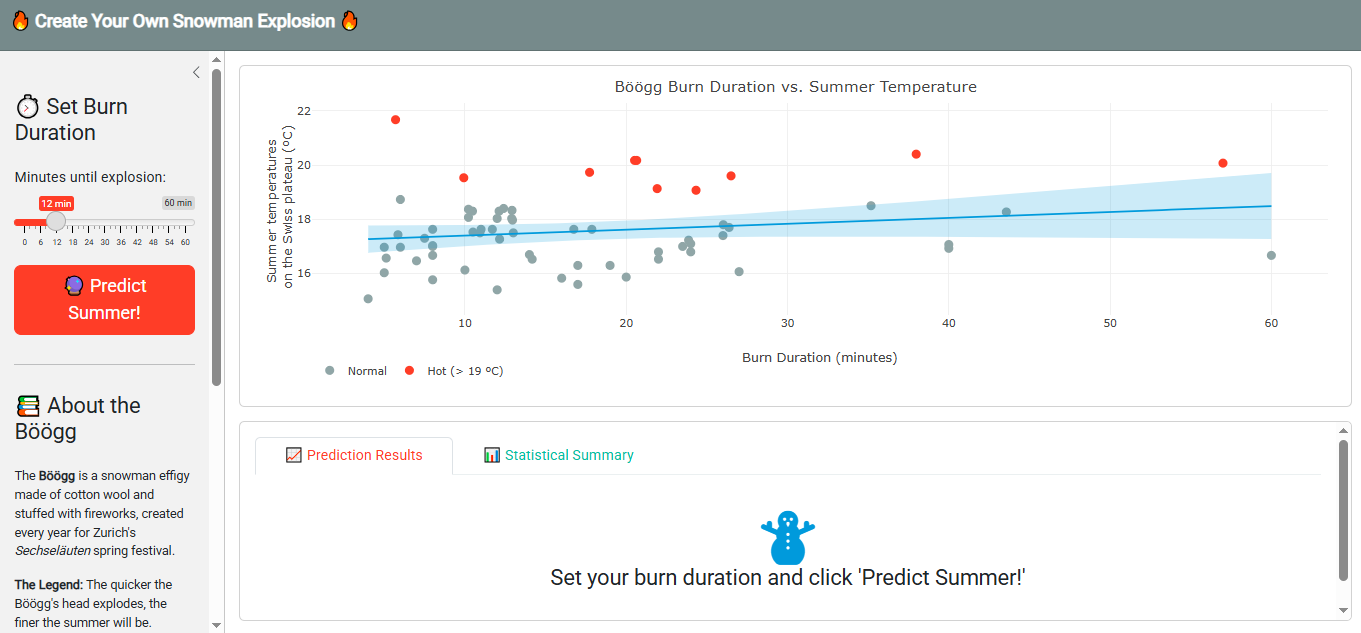 🔥 Create Your Own Snowman Explosion 🔥
⏱ Set Burn
Duration
Minutes until explosion:
12 min
60 min
0 6 12 18 24 30 36 42 48 54 60
🔮 Predict
Summer!
📚 About the
Böögg
The Böögg is a snowman effigy
made of cotton wool and
stuffed with fireworks, created
every year for Zurich's
Sechseläuten spring festival.
The Legend: The quicker the
Böögg's head explodes, the
finer the summer will be.
Böögg Burn Duration vs. Summer Temperature
Summer temperatures
on the Swiss plateau (ºC)
22
20
18
16
10 20 30 40 50 60
Burn Duration (minutes)
Normal Hot (> 19 ºC)
📈 Prediction Results 📊 Statistical Summary
Set your burn duration and click 'Predict Summer!'